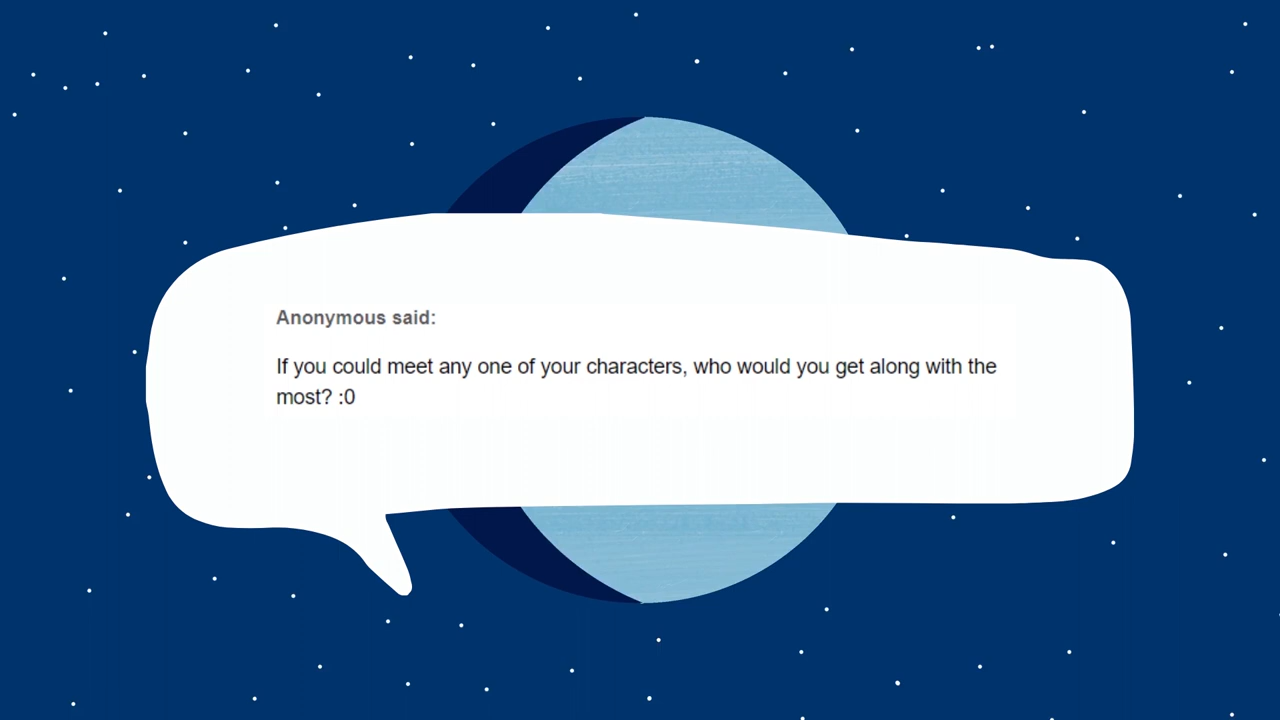 Anonymous said:
If you could meet any one of your characters, who would you get along with the
most? :0